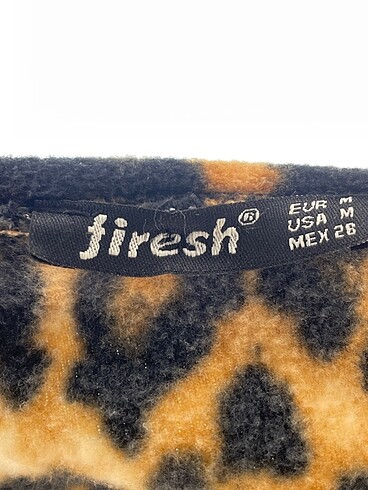 firesh®
EUR M
USA M
MEX 28